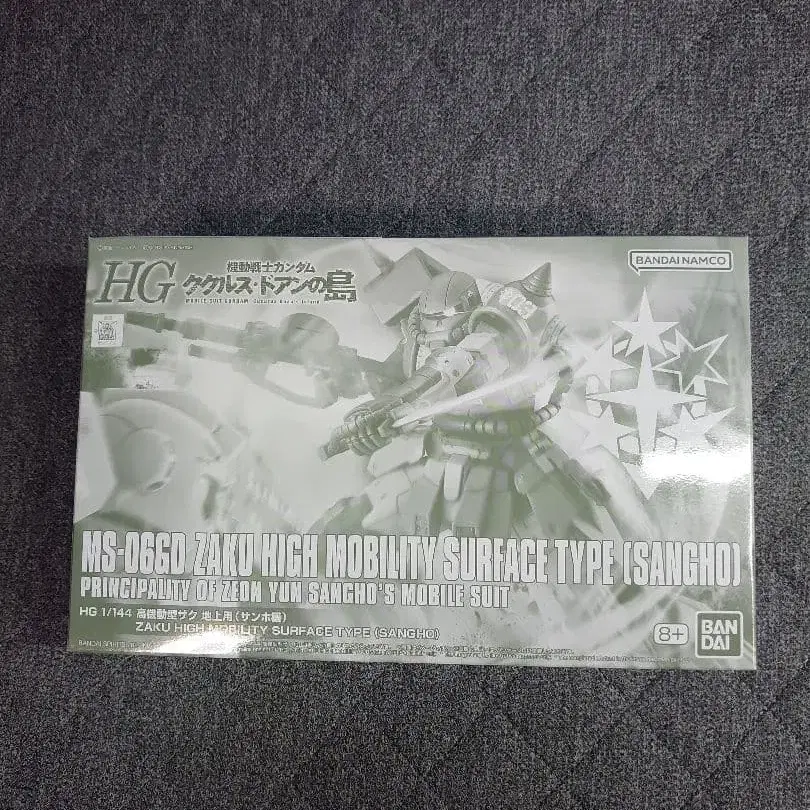 BANDAI NAMCO
HG
機動戦士ガンダム
ククルス・ドアンの島
MS-06GD ZAKU HIGH MOBILITY SURFACE TYPE (SANGHO)
PRINCIPALITY OF ZEON YUN SANGHO'S MOBILE SUIT
HG 1/144 高機動型ザク 地上用(サンホ機)
ZAKU HIGH MOBILITY SURFACE TYPE (SANGHO)
8+
BAN
DAI